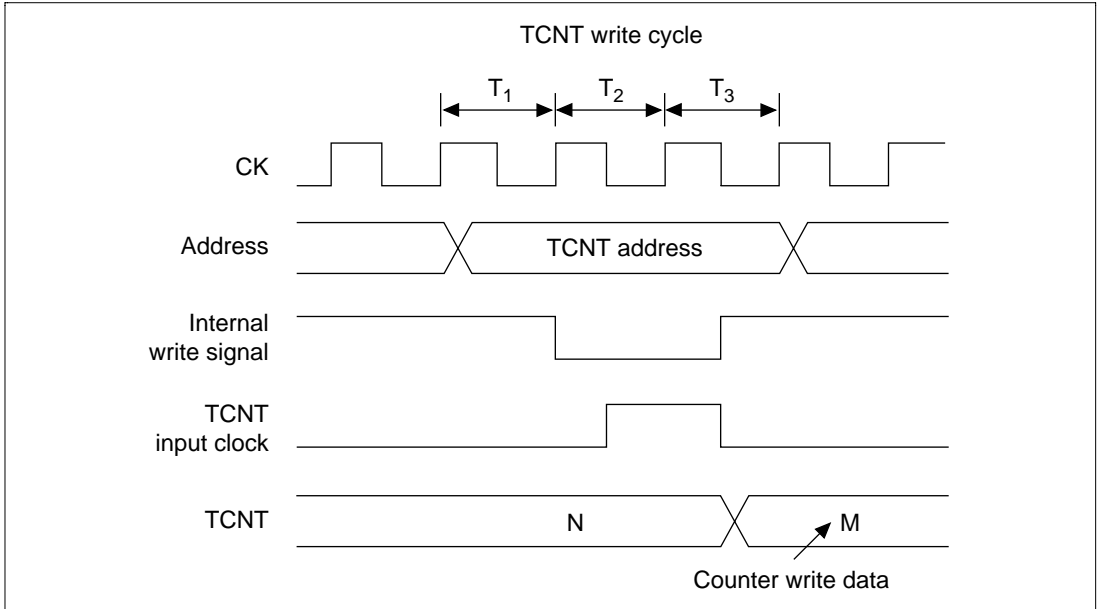 TCNT write cycle
T1 T2 T3
CK
Address
TCNT address
Internal
write signal
TCNT
input clock
TCNT
N
M
Counter write data